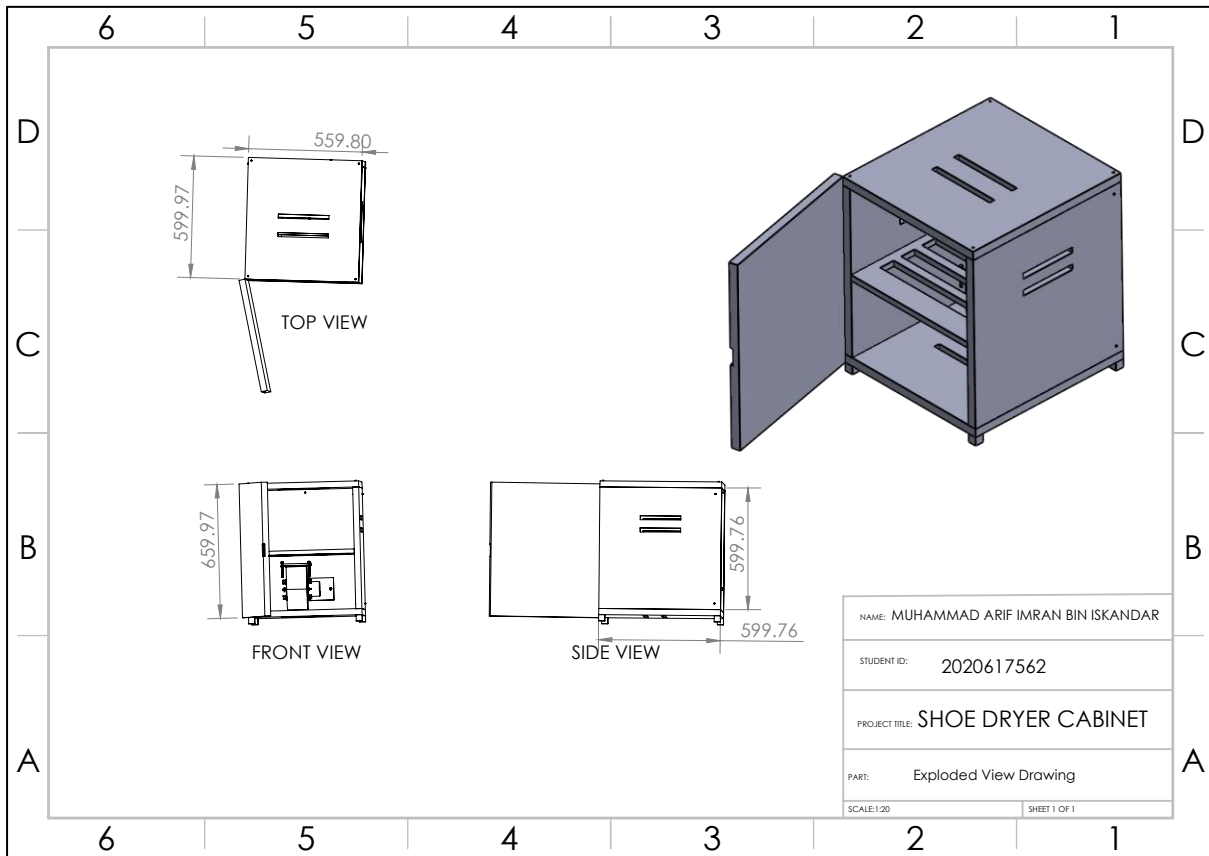 6 5 4 3 2 1
D D
559.80
599.97
TOP VIEW
C C
B B
659.97
FRONT VIEW
599.76
599.76
SIDE VIEW
NAME: MUHAMMAD ARIF IMRAN BIN ISKANDAR
STUDENT ID: 2020617562
PROJECT TITLE: SHOE DRYER CABINET
A A
PART: Exploded View Drawing
SCALE:1:20 SHEET 1 OF 1
6 5 4 3 2 1